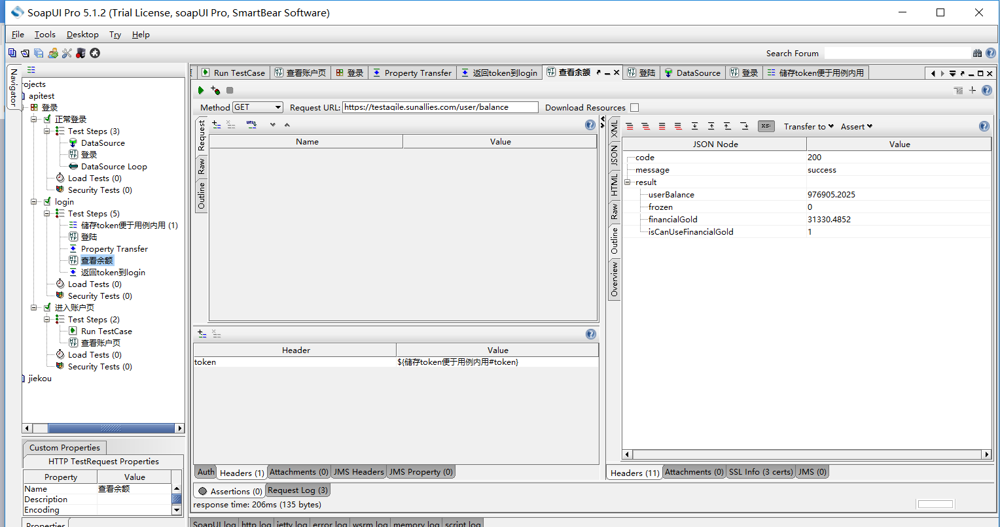 SoapUI Pro 5.1.2 (Trial License, soapUI Pro, SmartBear Software)
File Tools Desktop Try Help
Search Forum
Navigator
rojects
apitest
登录
正常登录
Test Steps (3)
DataSource
登录
DataSource Loop
Load Tests (0)
Security Tests (0)
login
Test Steps (5)
储存token便于用例内用 (1)
登陆
Property Transfer
查看余额
返回token到login
Load Tests (0)
Security Tests (0)
进入账户页
Test Steps (2)
Run TestCase
查看账户页
Load Tests (0)
Security Tests (0)
jiekou
Custom Properties
HTTP TestRequest Properties
Property Value
Name 查看余额
Description
Encoding
Properties
Run TestCase 查看账户页 登录 Property Transfer 返回token到login 查看余额 登陆 DataSource 登录 储存token便于用例内用
Method GET Request URL: https://testagile.sunallies.com/user/balance Download Resources
Request
Raw
Outline
Name Value
Header Value
token ${储存token便于用例内用#token}
Auth Headers (1) Attachments (0) JMS Headers JMS Property (0)
XML
JSON
HTML
Raw
Outline
Overview
XS: Transfer to Assert
JSON Node Value
code 200
message success
result
userBalance 976905.2025
frozen 0
financialGold 31330.4852
isCanUseFinancialGold 1
Headers (11) Attachments (0) SSL Info (3 certs) JMS (0)
Assertions (0) Request Log (3)
response time: 206ms (135 bytes)
SoapUI log http log jetty log error log wsrm log memory log script log